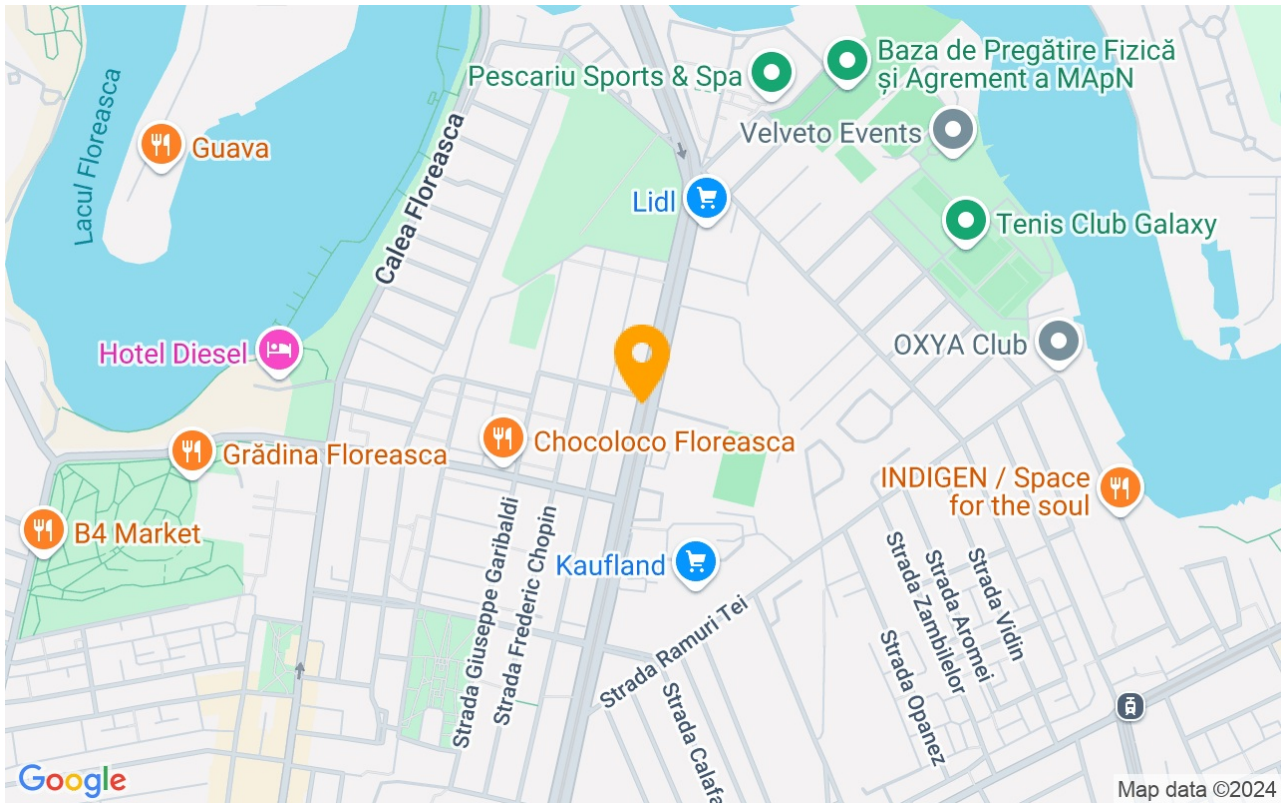 Pescariu Sports & Spa
Baza de Pregătire Fizică
și Agrement a MApN
Lacul Floreasca
Guava
Calea Floreasca
Velveto Events
Lidl
Tenis Club Galaxy
Hotel Diesel
OXYA Club
Grădina Floreasca
Chocoloco Floreasca
INDIGEN / Space
for the soul
B4 Market
Strada Giuseppe Garibaldi
Strada Frederic Chopin
Kaufland
Strada Ramuri Tei
Strada Zambilelor
Strada Aromei
Strada Vidin
Strada Opanez
Strada Calafa
Google
Map data ©2024